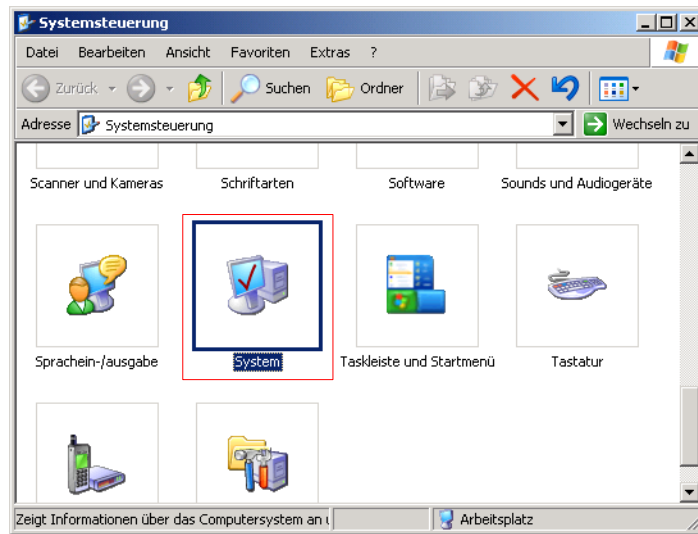 Systemsteuerung
Datei Bearbeiten Ansicht Favoriten Extras ?
Zurück Suchen Ordner
Adresse Systemsteuerung Wechseln zu
Scanner und Kameras Schriftarten Software Sounds und Audiogeräte
Sprachein-/ausgabe System Taskleiste und Startmenü Tastatur
Zeigt Informationen über das Computersystem an Arbeitsplatz